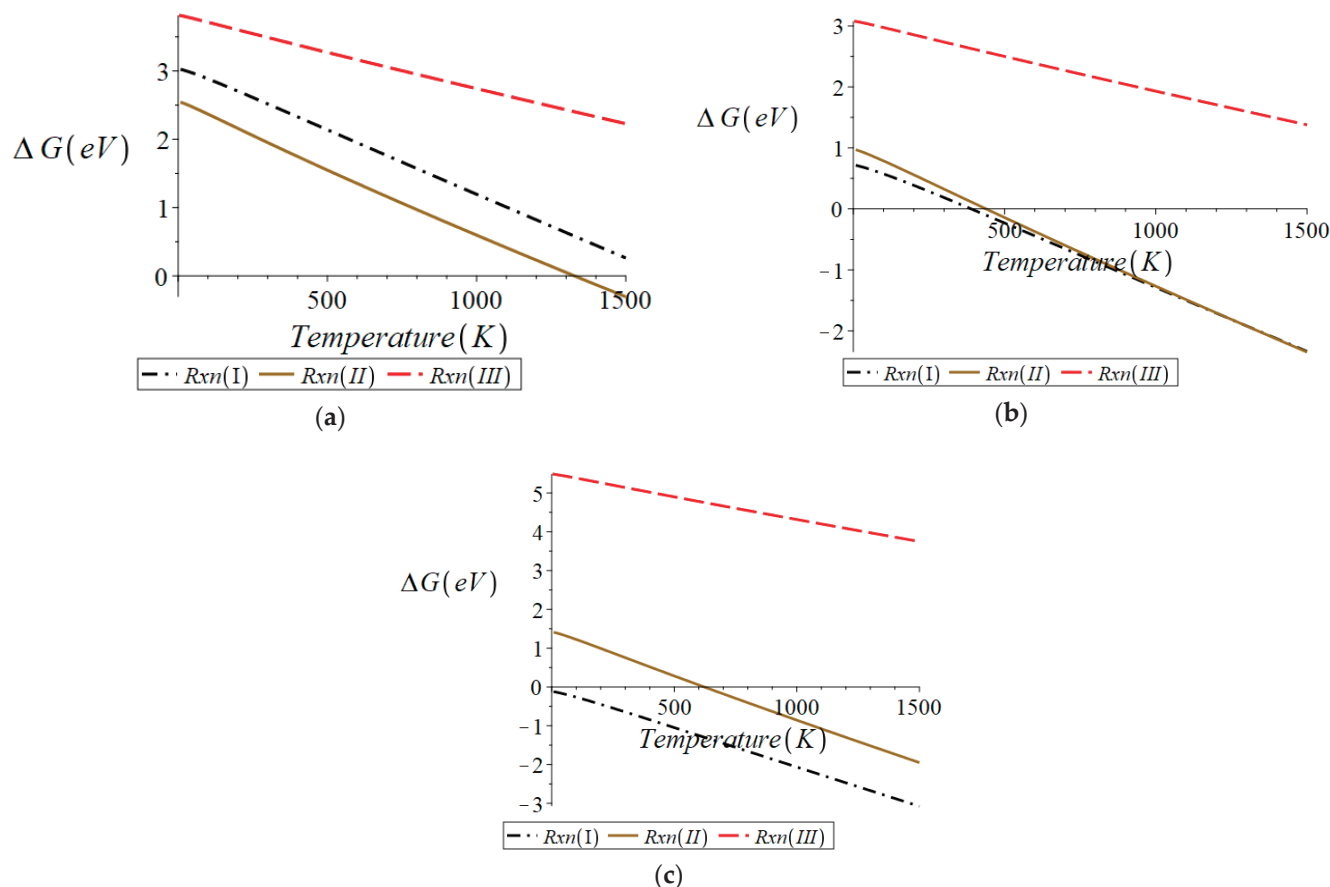 3
2
1
0
Δ G(eV)
500 1000 1500
Temperature(K)
Rxn(I) Rxn(II) Rxn(III)
(a)
3
2
1
0
−1
−2
Δ G(eV)
500 1000 1500
Temperature(K)
Rxn(I) Rxn(II) Rxn(III)
(b)
5
4
3
2
1
0
−1
−2
−3
ΔG(eV)
500 1000 1500
Temperature(K)
Rxn(I) Rxn(II) Rxn(III)
(c)